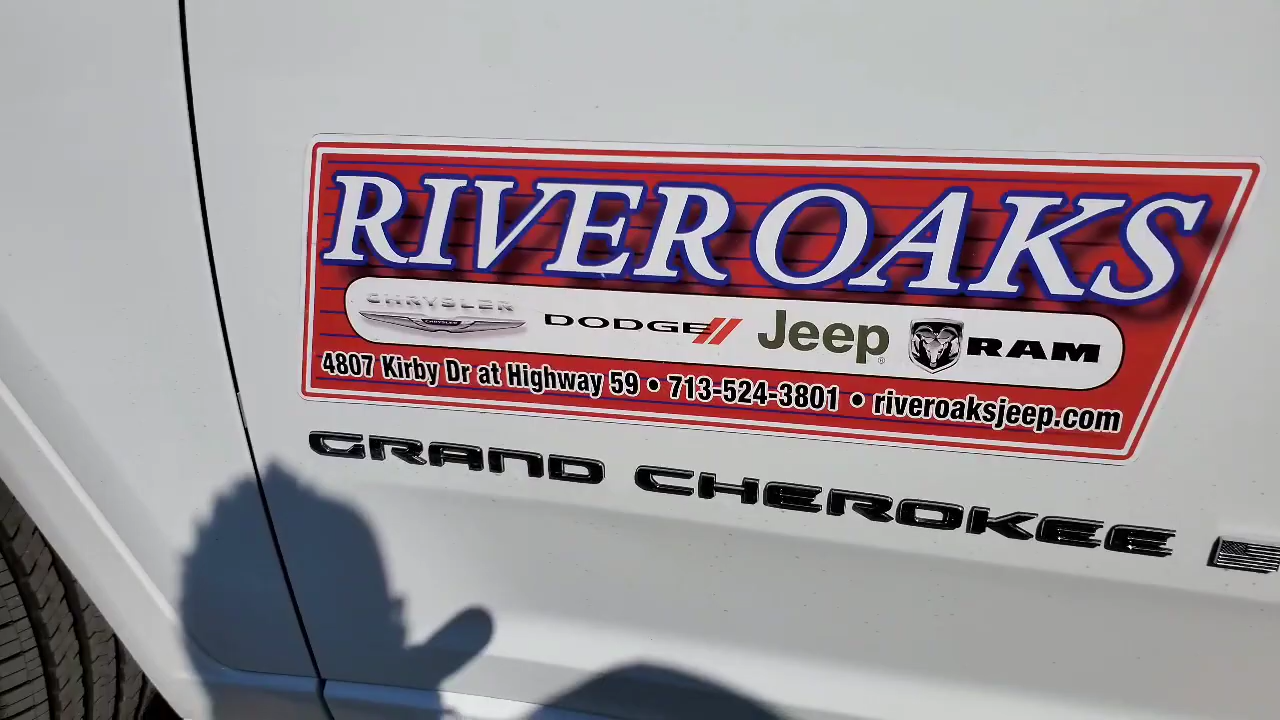 RIVER OAKS
CHRYSLER CHRYSLER DODGE Jeep RAM
4807 Kirby Dr at Highway 59 • 713-524-3801 • riveroaksjeep.com
GRAND CHEROKEE